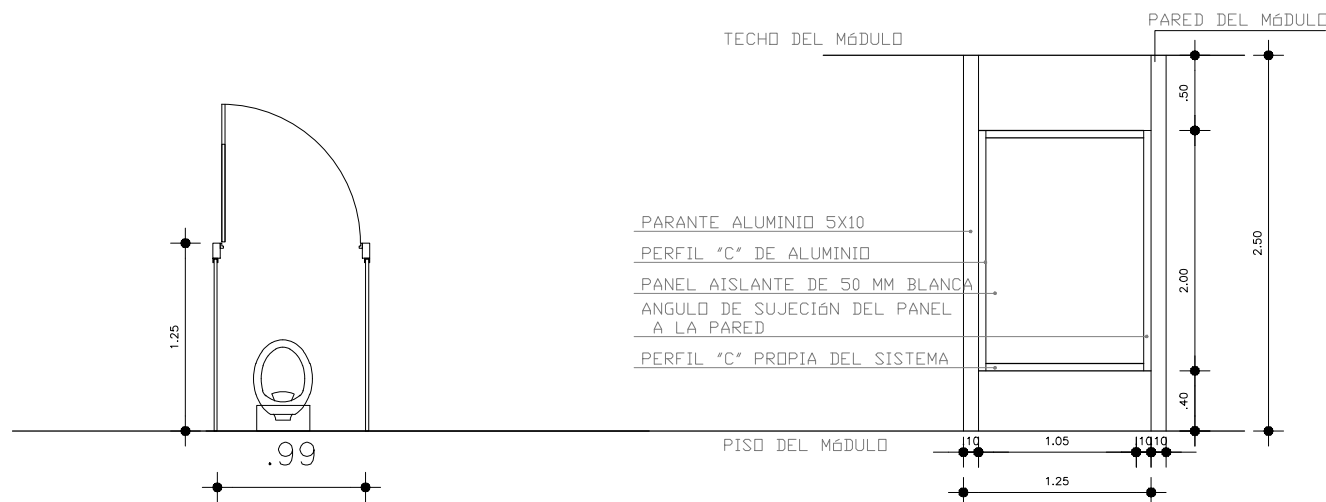 PARED DEL MóDULO
TECHO DEL MóDULO
.50
2.50
PARANTE ALUMINIO 5X10
PERFIL "C" DE ALUMINIO
PANEL AISLANTE DE 50 MM BLANCA
2.00
ANGULO DE SUJECIóN DEL PANEL
A LA PARED
PERFIL "C" PROPIA DEL SISTEMA
1.25
.40
PISO DEL MóDULO
.99
10
1.05
10
10
1.25